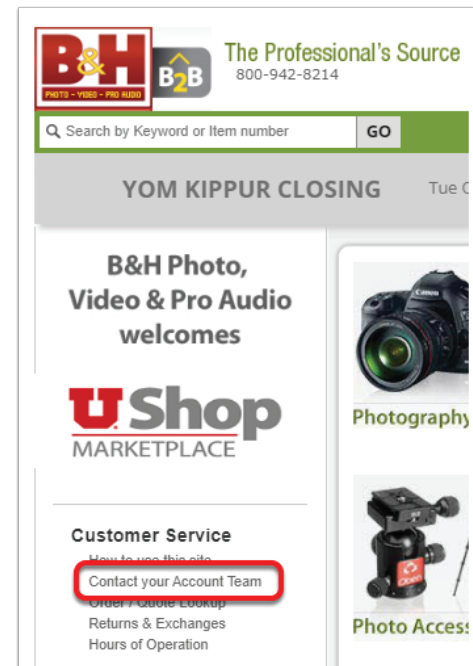 B&H
PHOTO - VIDEO - PRO AUDIO
B2B
The Professional's Source
800-942-8214
Search by Keyword or Item number
GO
YOM KIPPUR CLOSING
Tue
B&H Photo,
Video & Pro Audio
welcomes
U Shop
MARKETPLACE
Canon
Photography
Photo Access
Customer Service
How to use this site
Contact your Account Team
Order / Quote Lookup
Returns & Exchanges
Hours of Operation